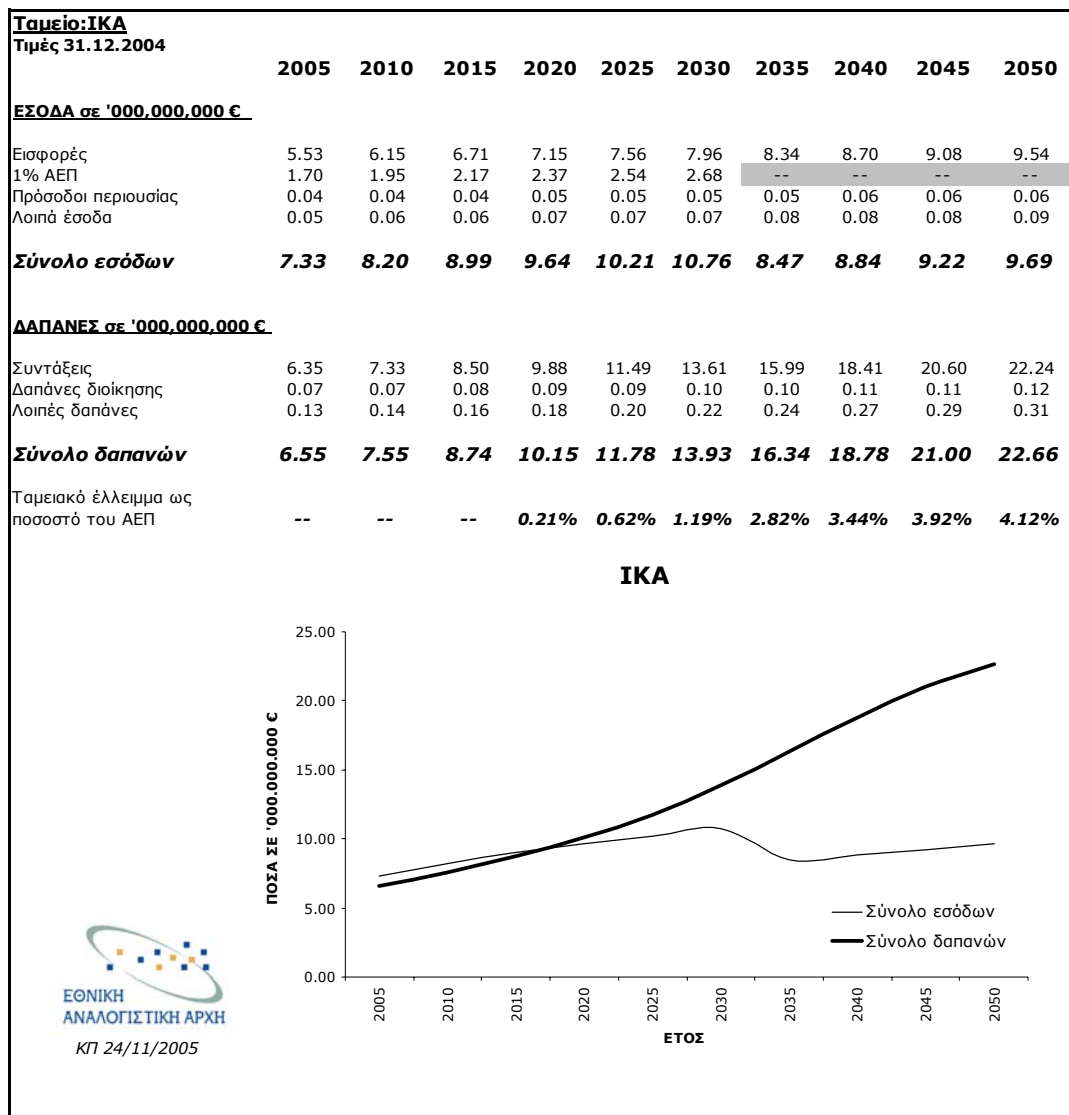 Ταμείο:ΙΚΑ
Τιμές 31.12.2004
2005 2010 2015 2020 2025 2030 2035 2040 2045 2050
ΕΣΟΔΑ σε '000,000,000 €
Εισφορές 5.53 6.15 6.71 7.15 7.56 7.96 8.34 8.70 9.08 9.54
1% ΑΕΠ 1.70 1.95 2.17 2.37 2.54 2.68 -- -- -- --
Πρόσοδοι περιουσίας 0.04 0.04 0.04 0.05 0.05 0.05 0.05 0.06 0.06 0.06
Λοιπά έσοδα 0.05 0.06 0.06 0.07 0.07 0.07 0.08 0.08 0.08 0.09
Σύνολο εσόδων 7.33 8.20 8.99 9.64 10.21 10.76 8.47 8.84 9.22 9.69
ΔΑΠΑΝΕΣ σε '000,000,000 €
Συντάξεις 6.35 7.33 8.50 9.88 11.49 13.61 15.99 18.41 20.60 22.24
Δαπάνες διοίκησης 0.07 0.07 0.08 0.09 0.09 0.10 0.10 0.11 0.11 0.12
Λοιπές δαπάνες 0.13 0.14 0.16 0.18 0.20 0.22 0.24 0.27 0.29 0.31
Σύνολο δαπανών 6.55 7.55 8.74 10.15 11.78 13.93 16.34 18.78 21.00 22.66
Ταμειακό έλλειμμα ως
ποσοστό του ΑΕΠ -- -- -- 0.21% 0.62% 1.19% 2.82% 3.44% 3.92% 4.12%
ΙΚΑ
ΠΟΣΑ ΣΕ '000.000.000 €
25.00
20.00
15.00
10.00
5.00
0.00
Σύνολο εσόδων
Σύνολο δαπανών
2005 2010 2015 2020 2025 2030 2035 2040 2045 2050
ΕΤΟΣ
ΕΘΝΙΚΗ
ΑΝΑΛΟΓΙΣΤΙΚΗ ΑΡΧΗ
ΚΠ 24/11/2005